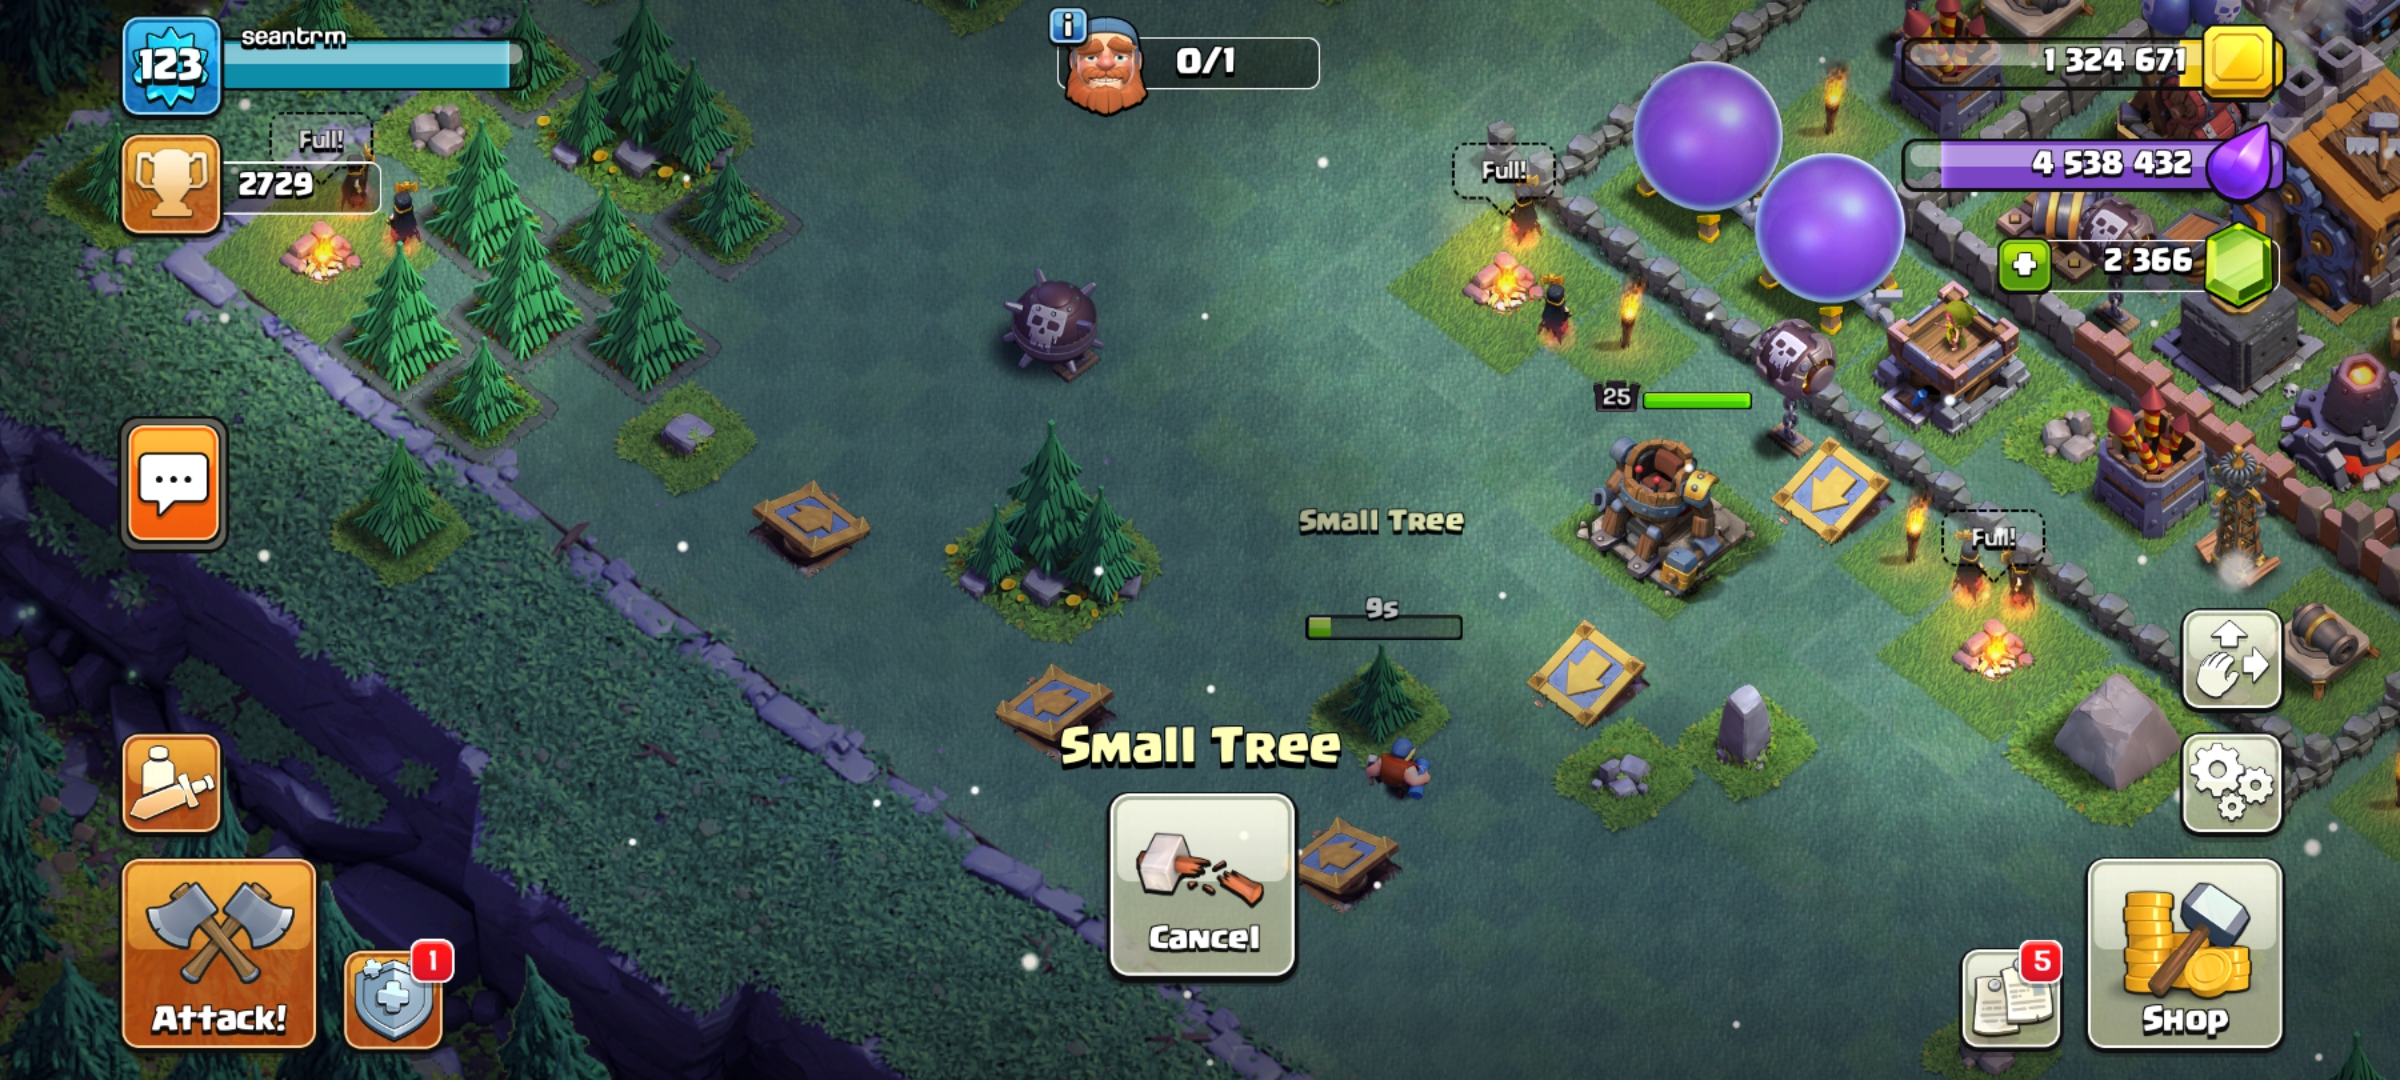 seantrm
123
i
0/1
1 324 671
Full!
2729
Full!
4 538 432
2 366
25
Small Tree
Full!
9s
Small Tree
Cancel
Attack!
1
5
Shop